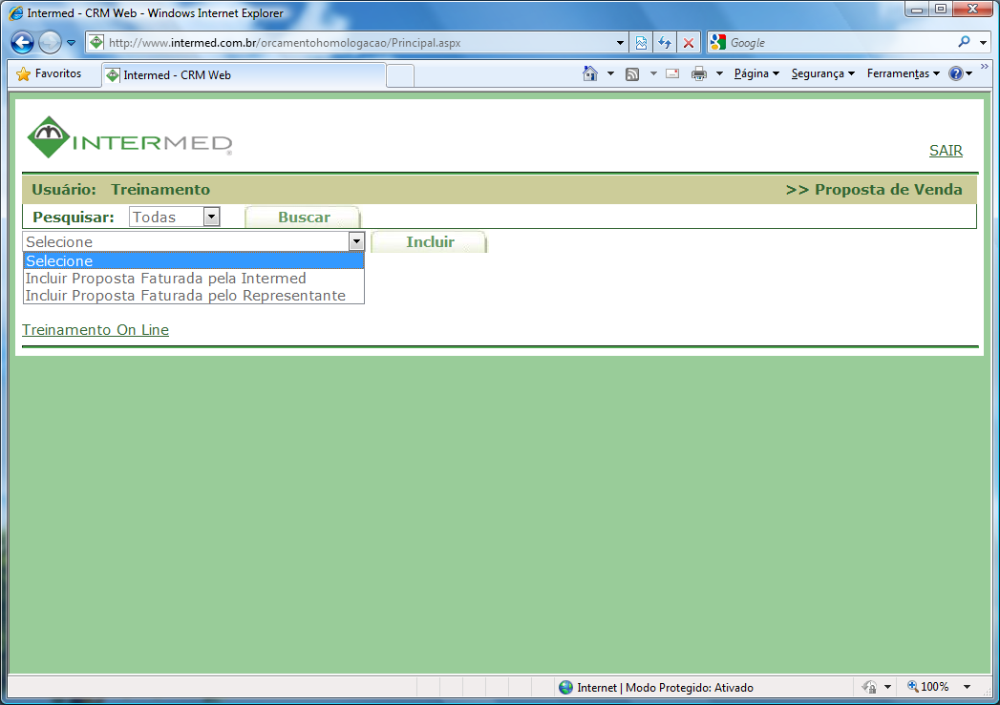 Intermed - CRM Web - Windows Internet Explorer
http://www.intermed.com.br/orcamentohomologacao/Principal.aspx
Google
Favoritos
Intermed - CRM Web
Página
Segurança
Ferramentas
INTERMED®
SAIR
Usuário: Treinamento
>> Proposta de Venda
Pesquisar: Todas Buscar
Selecione Incluir
Selecione
Incluir Proposta Faturada pela Intermed
Incluir Proposta Faturada pelo Representante
Treinamento On Line
Internet | Modo Protegido: Ativado
100%